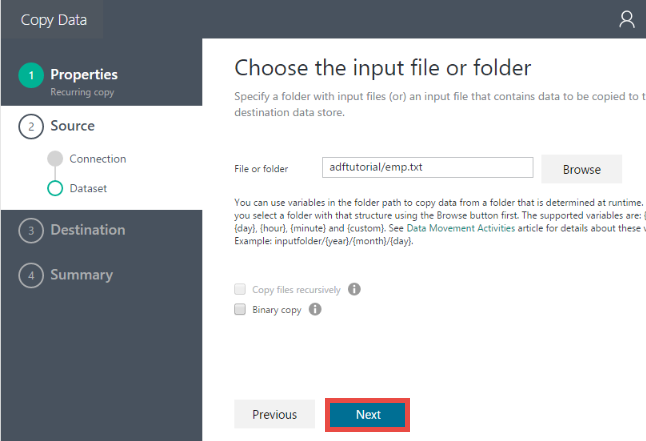 Copy Data
1 Properties
Recurring copy
2 Source
Connection
Dataset
3 Destination
4 Summary
Choose the input file or folder
Specify a folder with input files (or) an input file that contains data to be copied to t
destination data store.
File or folder
adftutorial/emp.txt
Browse
You can use variables in the folder path to copy data from a folder that is determined at runtime.
you select a folder with that structure using the Browse button first. The supported variables are: {
{day}, {hour}, {minute} and {custom}. See Data Movement Activities article for details about these v
Example: inputfolder/{year}/{month}/{day}.
Copy files recursively
Binary copy
Previous
Next